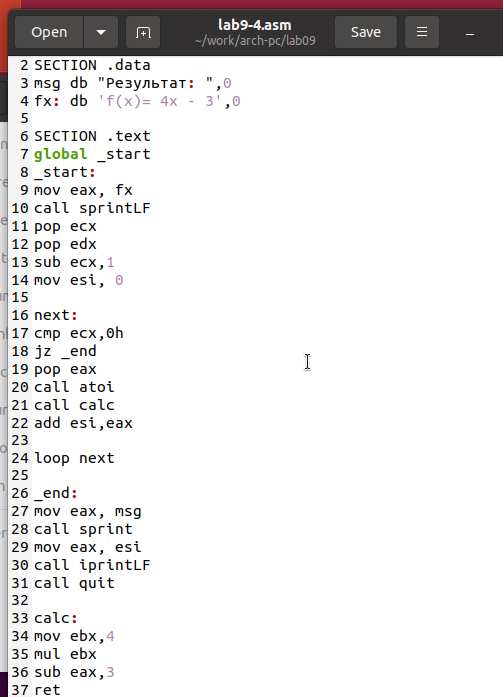 Open
lab9-4.asm
~/work/arch-pc/lab09
Save
2 SECTION .data
3 msg db "Результат: ",0
4 fx: db 'f(x)= 4x - 3',0
5
6 SECTION .text
7 global _start
8 _start:
9 mov eax, fx
10 call sprintLF
11 pop ecx
12 pop edx
13 sub ecx,1
14 mov esi, 0
15
16 next:
17 cmp ecx,0h
18 jz _end
19 pop eax
20 call atoi
21 call calc
22 add esi,eax
23
24 loop next
25
26 _end:
27 mov eax, msg
28 call sprint
29 mov eax, esi
30 call iprintLF
31 call quit
32
33 calc:
34 mov ebx,4
35 mul ebx
36 sub eax,3
37 ret